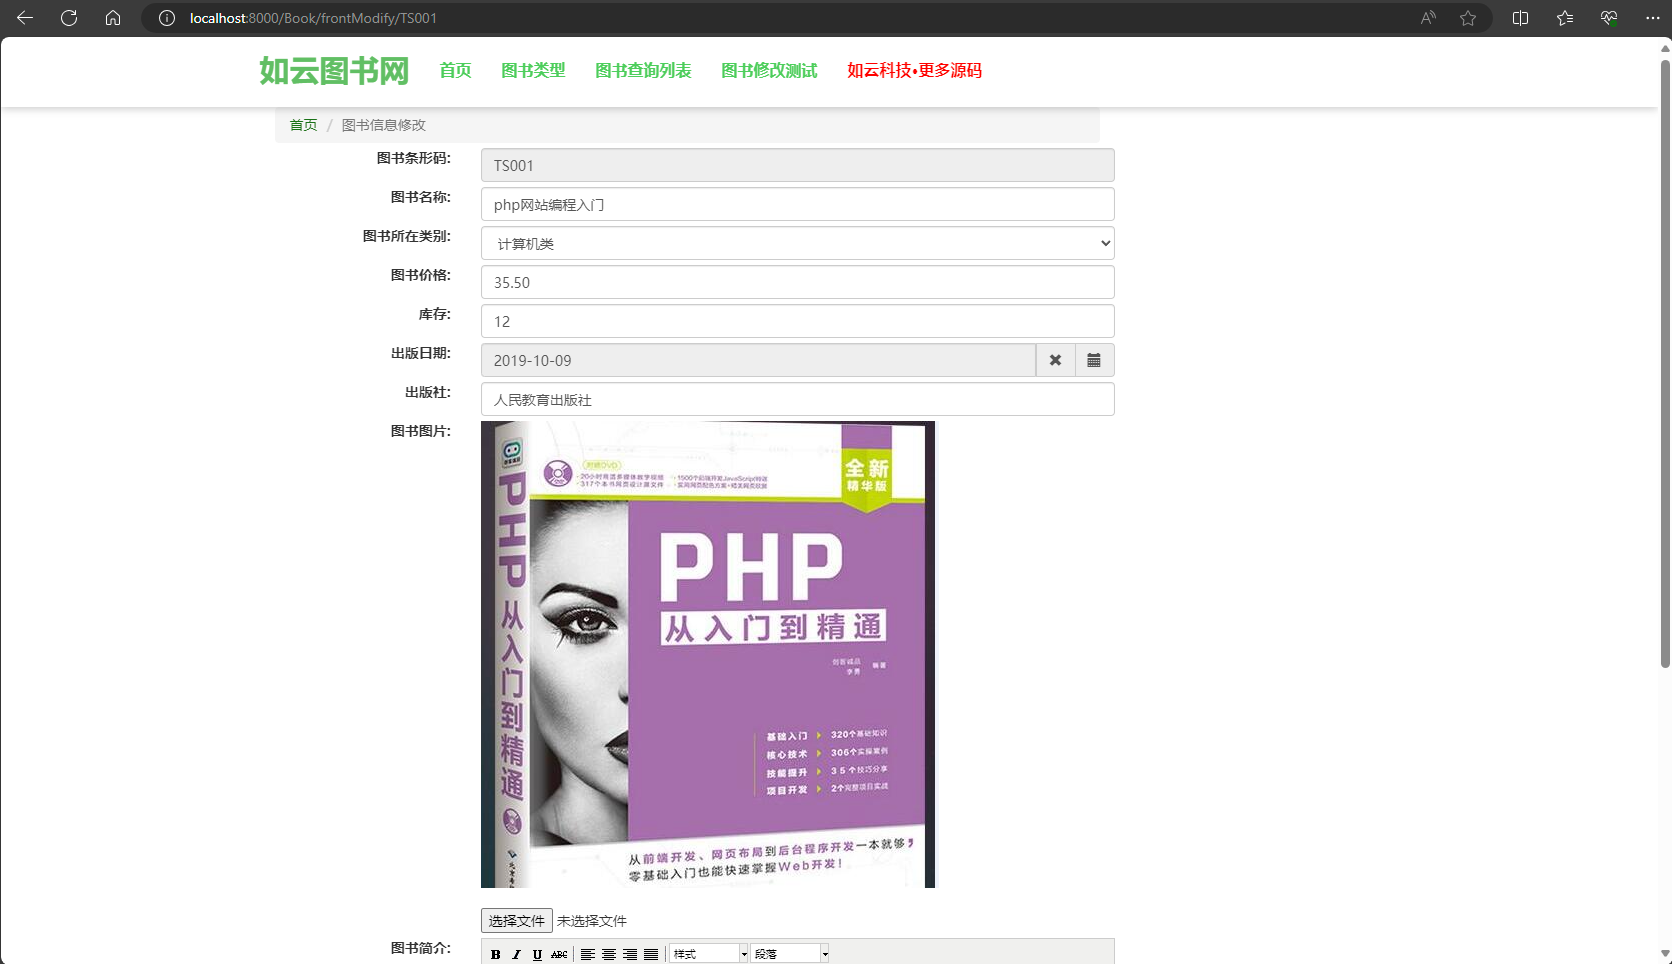 localhost:8000/Book/frontModify/TS001
如云图书网 首页 图书类型 图书查询列表 图书修改测试 如云科技•更多源码
首页 / 图书信息修改
图书条形码: TS001
图书名称: php网站编程入门
图书所在类别: 计算机类
图书价格: 35.50
库存: 12
出版日期: 2019-10-09
出版社: 人民教育出版社
图书图片:
全新
精华版
PHP
从入门到精通
PHP从入门到精通
李勇 编著
基础入门 320个基础知识
核心技术 306个实操案例
技能提升 35个技巧分享
项目开发 2个完整项目实战
从前端开发、网页布局到后台程序开发一本就够,
零基础入门也能快速掌握Web开发!
选择文件 未选择文件
图书简介: B I U ABC 样式 段落